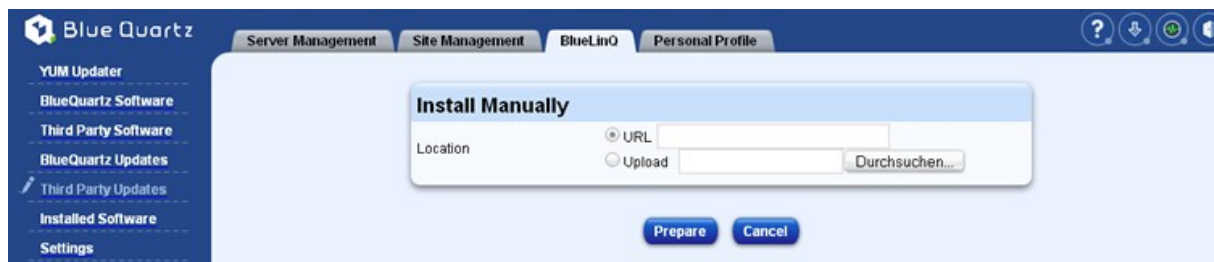 Blue Quartz
Server Management
Site Management
BlueLinQ
Personal Profile
?
YUM Updater
BlueQuartz Software
Third Party Software
BlueQuartz Updates
Third Party Updates
Installed Software
Settings
Install Manually
Location
URL
Upload
Durchsuchen...
Prepare
Cancel